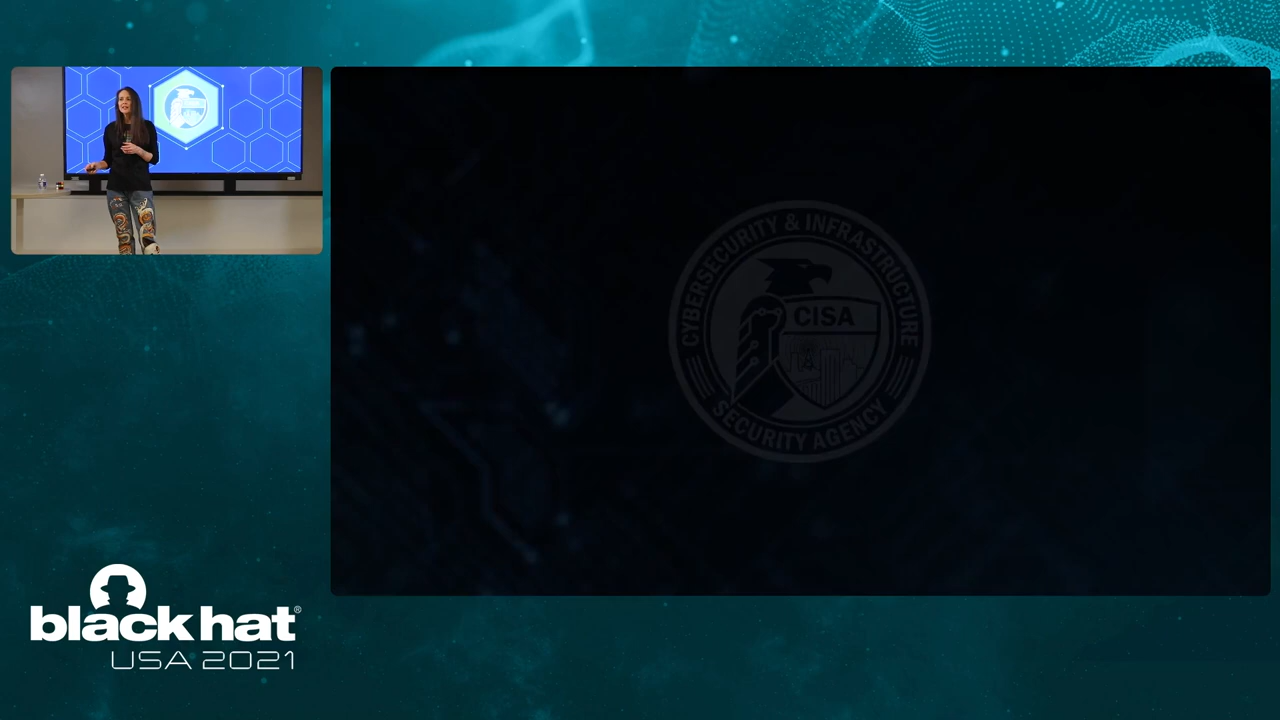 CYBERSECURITY & INFRASTRUCTURE
CISA
SECURITY AGENCY
black hat®
USA 2021